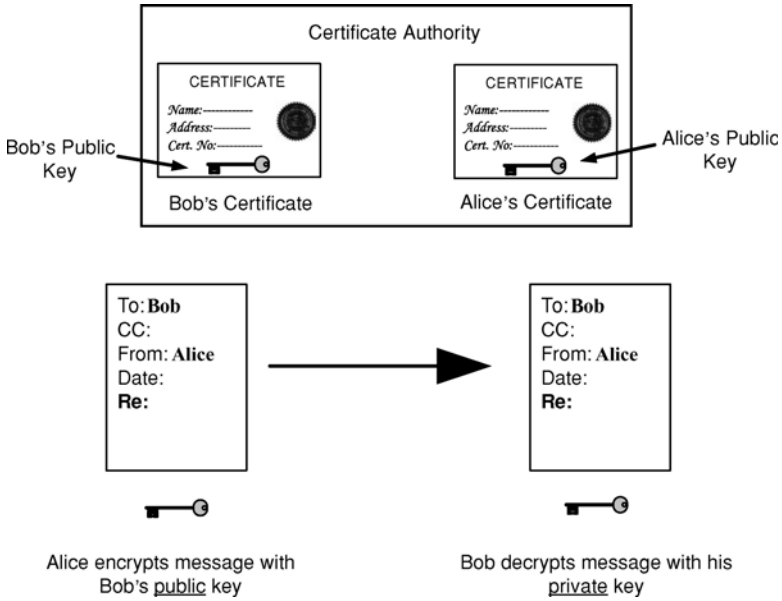 Certificate Authority
CERTIFICATE
Name:-------------
Address:----------
Cert. No:------------
Bob's Public
Key
Bob's Certificate
CERTIFICATE
Name:-------------
Address:----------
Cert. No:------------
Alice's Public
Key
Alice's Certificate
To: Bob
CC:
From: Alice
Date:
Re:
To: Bob
CC:
From: Alice
Date:
Re:
Alice encrypts message with
Bob's public key
Bob decrypts message with his
private key